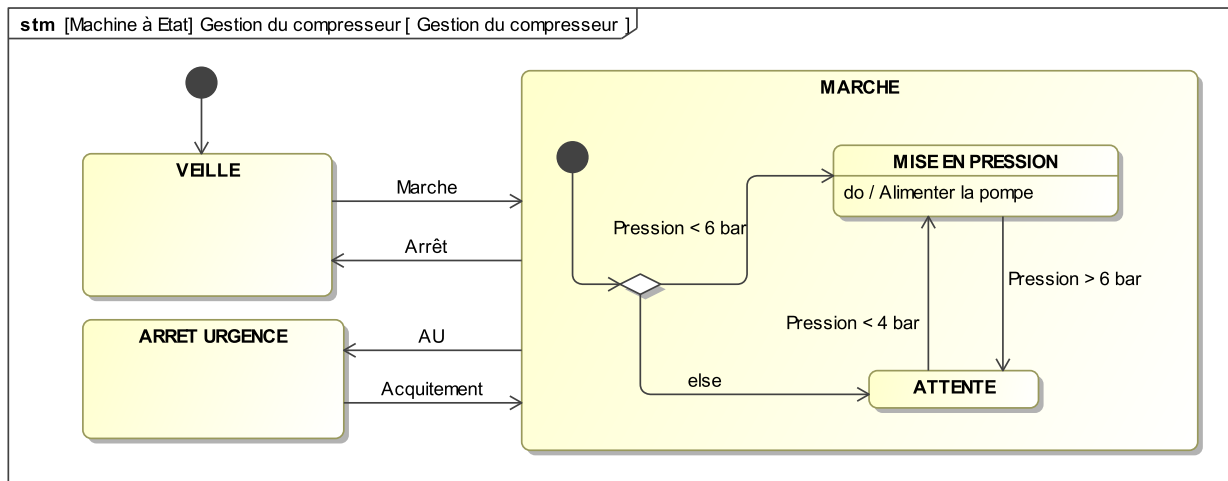 stm [Machine à Etat] Gestion du compresseur [ Gestion du compresseur ]
MARCHE
VEILLE
MISE EN PRESSION
do / Alimenter la pompe
Marche
Pression < 6 bar
Arrêt
Pression > 6 bar
Pression < 4 bar
ARRET URGENCE
AU
Acquitement
else
ATTENTE